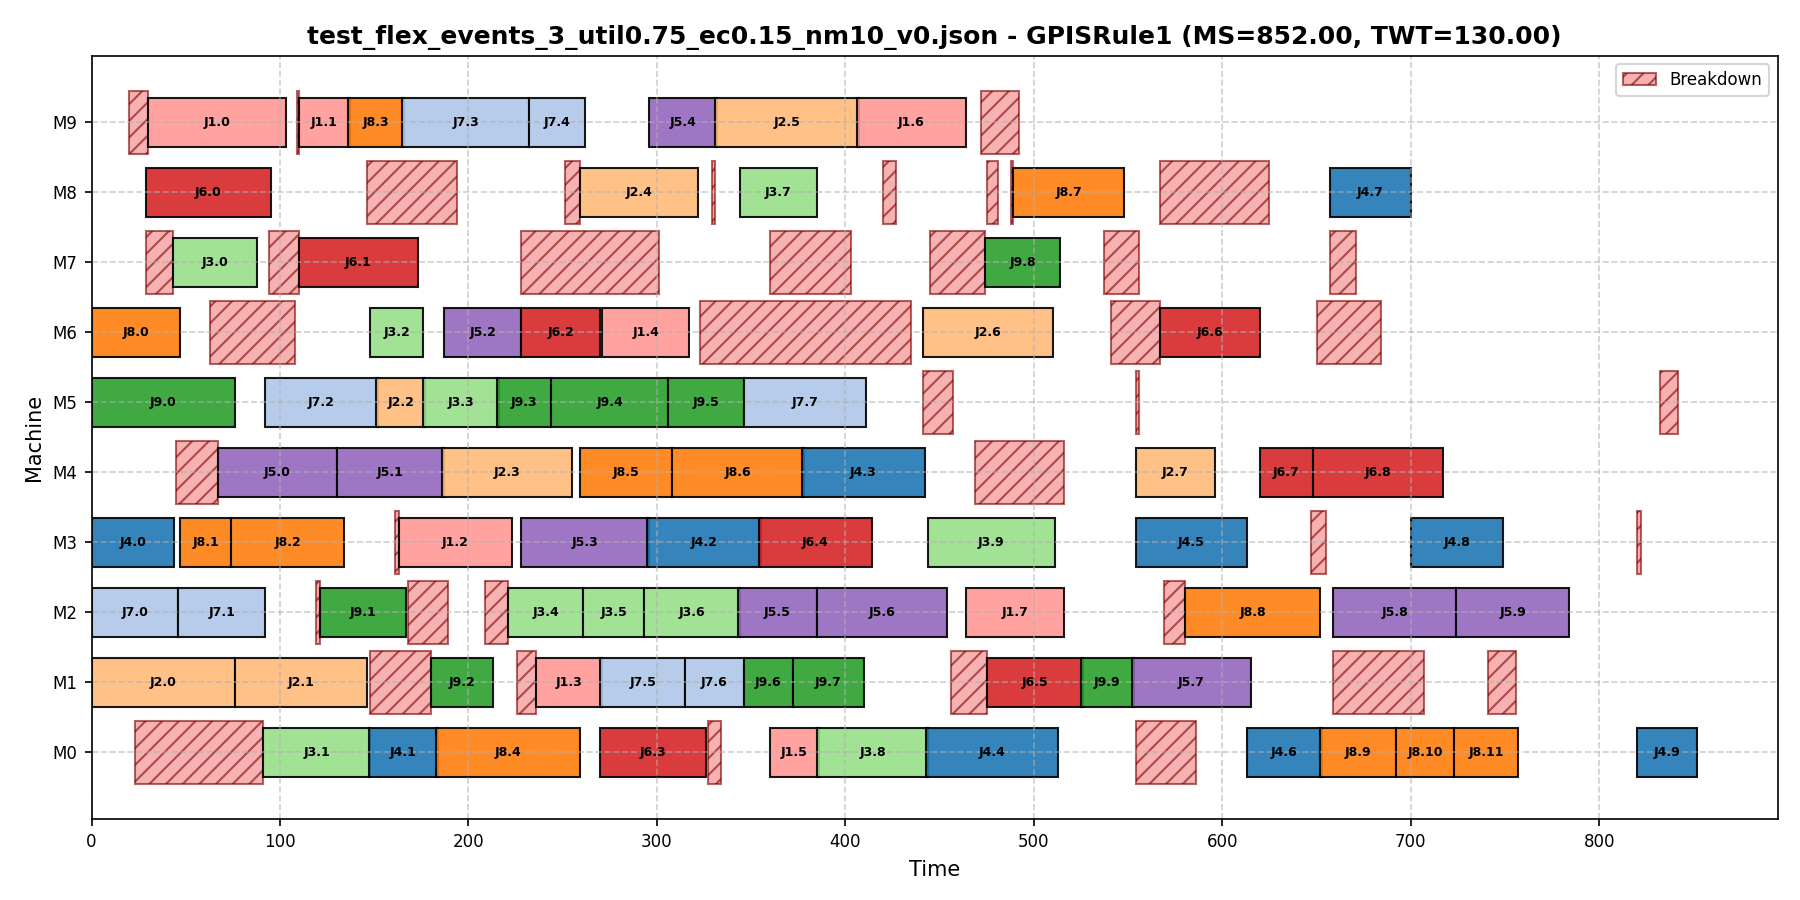 test_flex_events_3_util0.75_ec0.15_nm10_v0.json - GPISRule1 (MS=852.00, TWT=130.00)
Breakdown
Machine
M9 J1.0 J1.1 J8.3 J7.3 J7.4 J5.4 J2.5 J1.6
M8 J6.0 J2.4 J3.7 J8.7 J4.7
M7 J3.0 J6.1 J9.8
M6 J8.0 J3.2 J5.2 J6.2 J1.4 J2.6 J6.6
M5 J9.0 J7.2 J2.2 J3.3 J9.3 J9.4 J9.5 J7.7
M4 J5.0 J5.1 J2.3 J8.5 J8.6 J4.3 J2.7 J6.7 J6.8
M3 J4.0 J8.1 J8.2 J1.2 J5.3 J4.2 J6.4 J3.9 J4.5 J4.8
M2 J7.0 J7.1 J9.1 J3.4 J3.5 J3.6 J5.5 J5.6 J1.7 J8.8 J5.8 J5.9
M1 J2.0 J2.1 J9.2 J1.3 J7.5 J7.6 J9.6 J9.7 J6.5 J9.9 J5.7
M0 J3.1 J4.1 J8.4 J6.3 J1.5 J3.8 J4.4 J4.6 J8.9 J8.10 J8.11 J4.9
0 100 200 300 400 500 600 700 800
Time